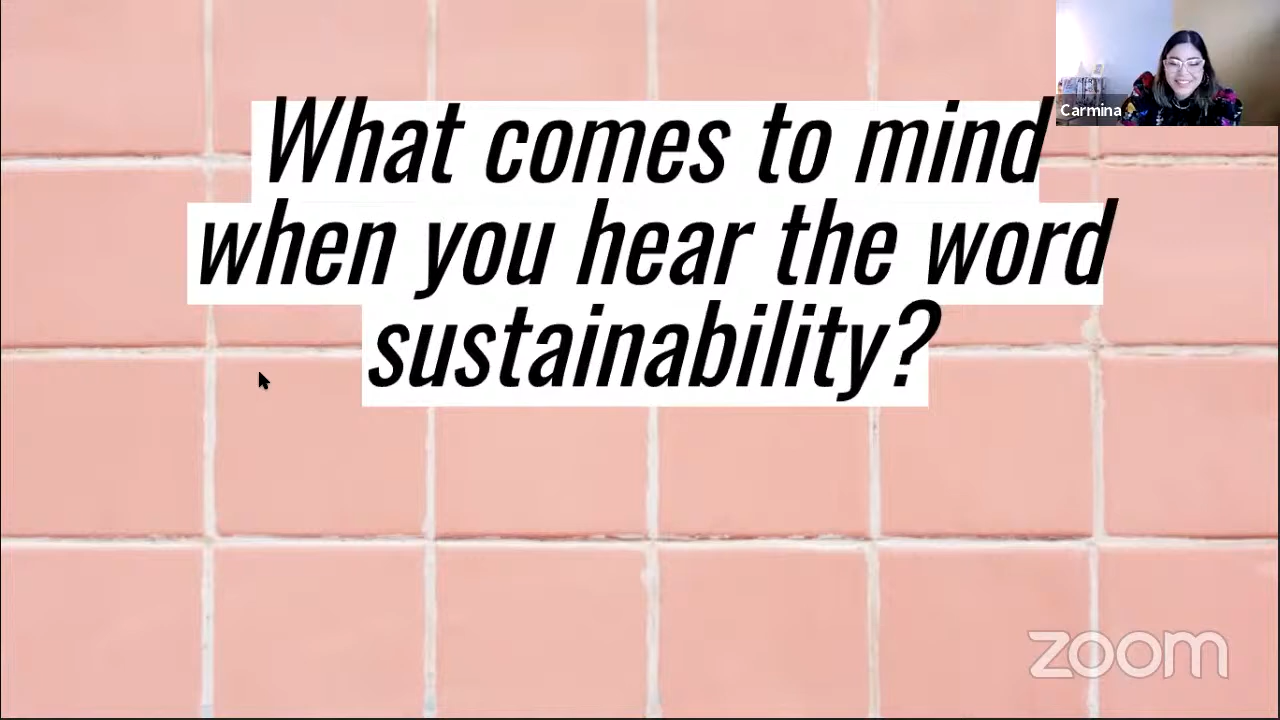 Carmina
What comes to mind
when you hear the word
sustainability?
zoom